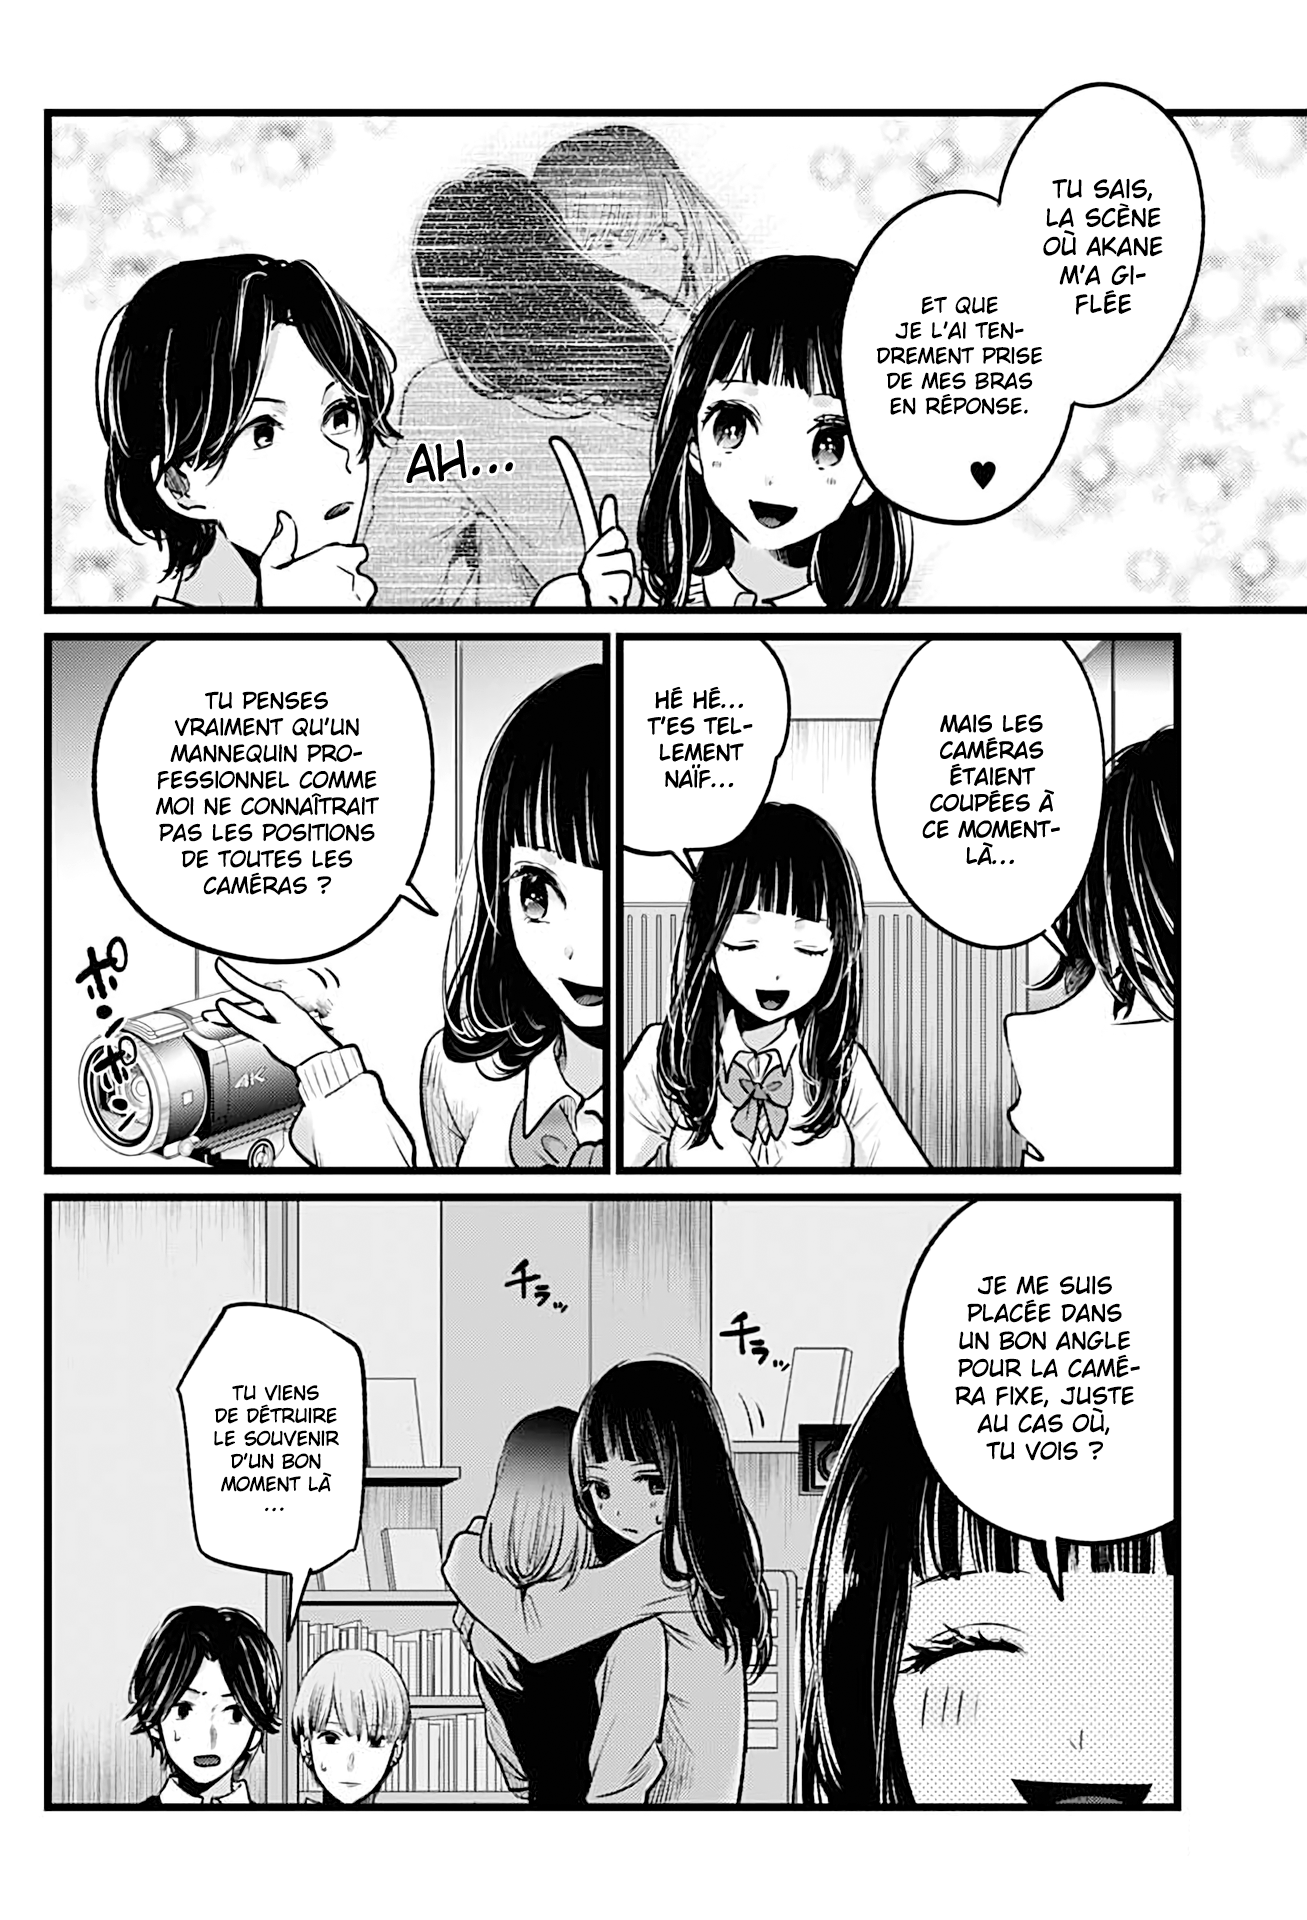 TU SAIS,
LA SCÈNE
OÙ AKANE
M'A GI-
FLÉE
ET QUE
JE L'AI TEN-
DREMENT PRISE
DE MES BRAS
EN RÉPONSE.
♥
AH...
MAIS LES
CAMÉRAS
ÉTAIENT
COUPÉES À
CE MOMENT-
LÀ...
HÉ HÉ...
T'ES TEL-
LEMENT
NAÏF...
TU PENSES
VRAIMENT QU'UN
MANNEQUIN PRO-
FESSIONNEL COMME
MOI NE CONNAÎTRAIT
PAS LES POSITIONS
DE TOUTES LES
CAMÉRAS ?
ポン
ポン
4K
JE ME SUIS
PLACÉE DANS
UN BON ANGLE
POUR LA CAMÉ-
RA FIXE, JUSTE
AU CAS OÙ,
TU VOIS ?
チラッ
チラッ
TU VIENS
DE DÉTRUIRE
LE SOUVENIR
D'UN BON
MOMENT LÀ
...